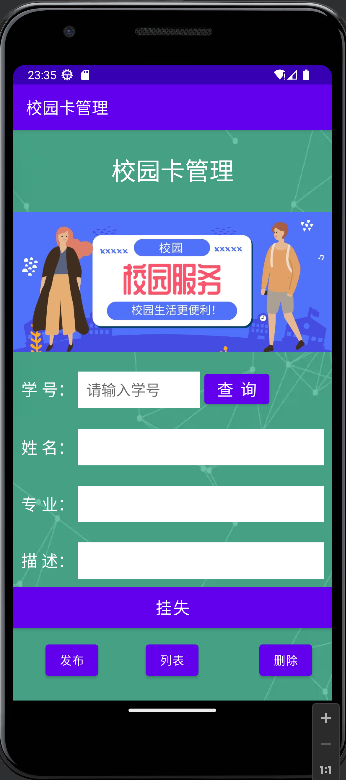 23:35
校园卡管理
校园卡管理
校园
校园服务
校园生活更便利!
学 号: 请输入学号 查 询
姓 名:
专 业:
描 述:
挂失
发布 列表 删除
1:1